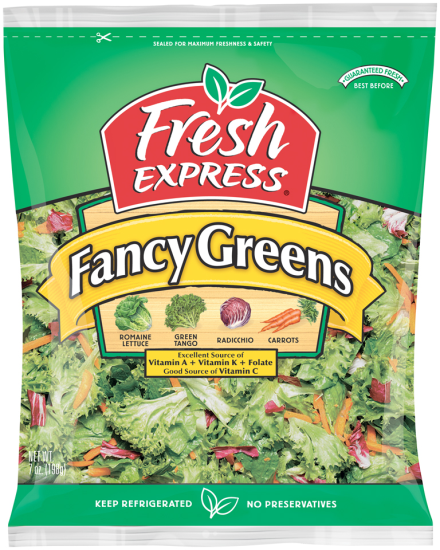 SEALED FOR MAXIMUM FRESHNESS & SAFETY
GUARANTEED FRESH
BEST BEFORE
Fresh
EXPRESS®
Fancy Greens
ROMAINE
LETTUCE
GREEN
TANGO
RADICCHIO
CARROTS
Excellent Source of
Vitamin A + Vitamin K + Folate
Good Source of Vitamin C
NET WT.
7 oz. (198g)
KEEP REFRIGERATED NO PRESERVATIVES